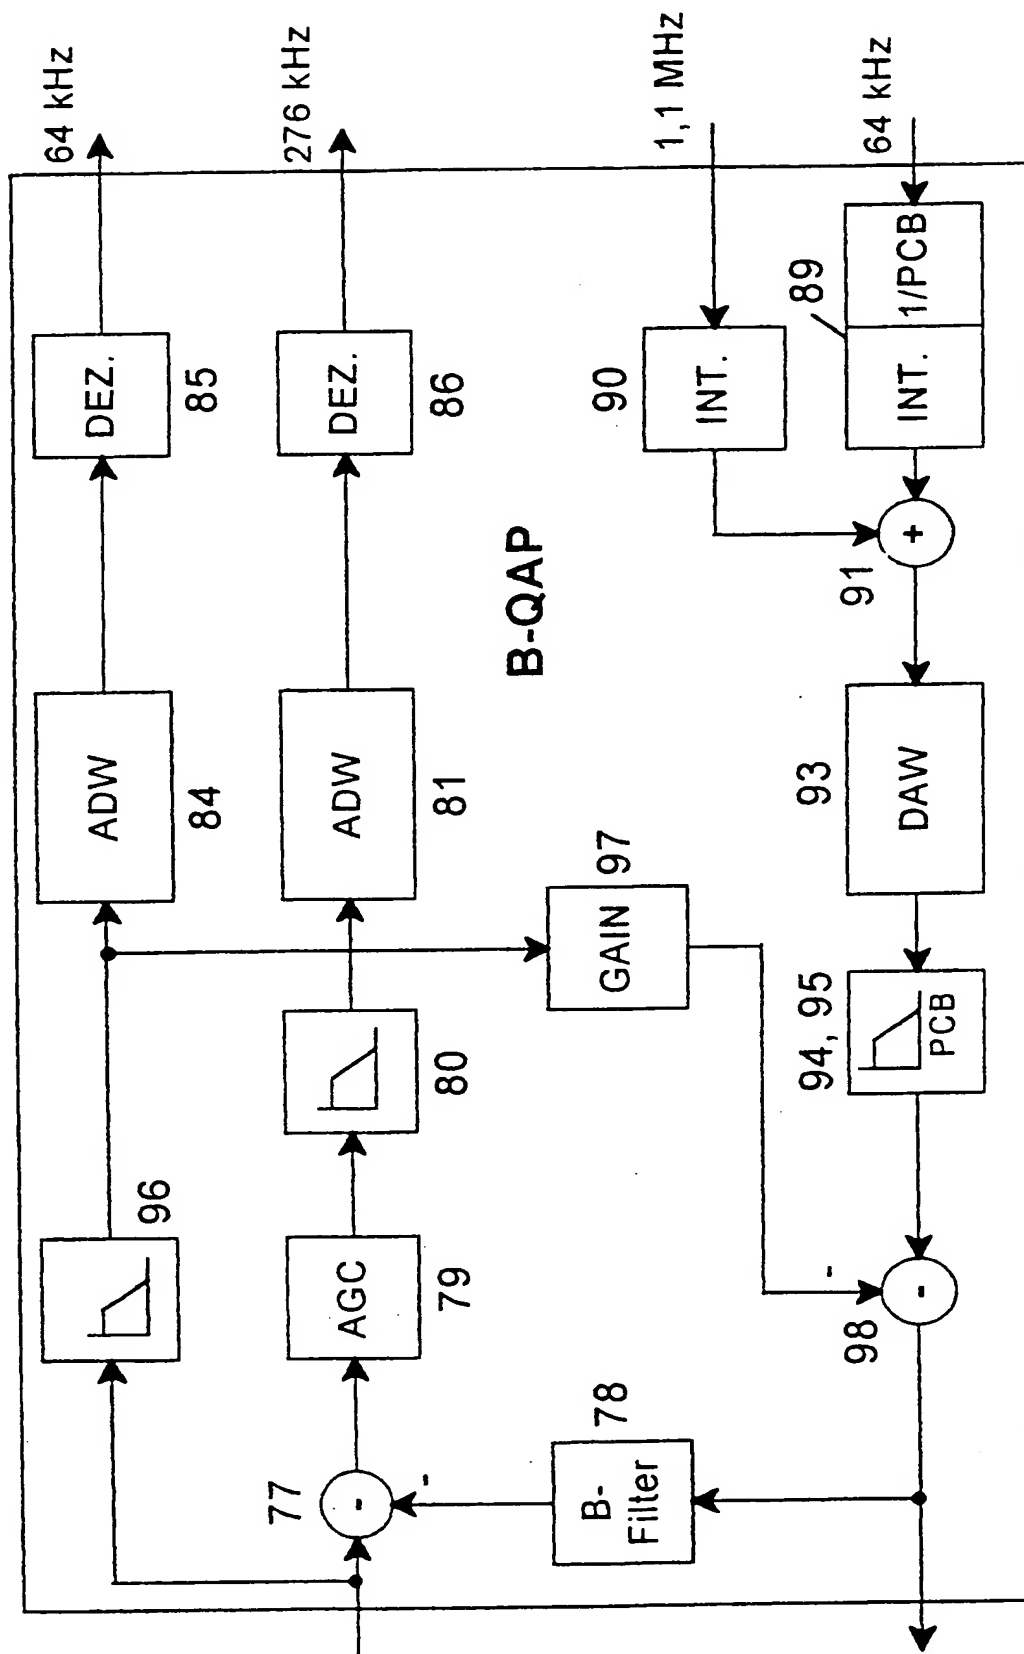 64 kHz
276 kHz
1,1 MHz
64 kHz
DEZ.
85
DEZ.
86
90
INT.
89
INT.
1/PCB
+
91
B-QAP
ADW
84
ADW
81
93
DAW
97
GAIN
94, 95
PCB
80
96
AGC
79
-
-
98
77
-
-
78
B-
Filter